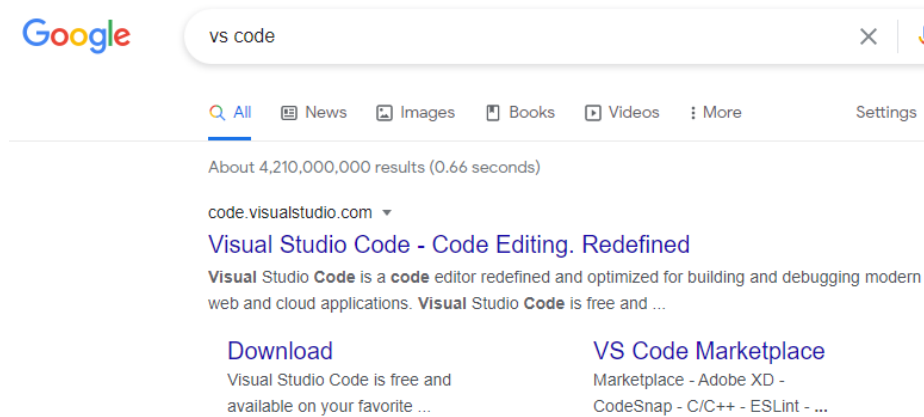 Google
vs code
All News Images Books Videos More Settings
About 4,210,000,000 results (0.66 seconds)
code.visualstudio.com
Visual Studio Code - Code Editing. Redefined
Visual Studio Code is a code editor redefined and optimized for building and debugging modern
web and cloud applications. Visual Studio Code is free and ...
Download
Visual Studio Code is free and
available on your favorite ...
VS Code Marketplace
Marketplace - Adobe XD -
CodeSnap - C/C++ - ESLint - ...